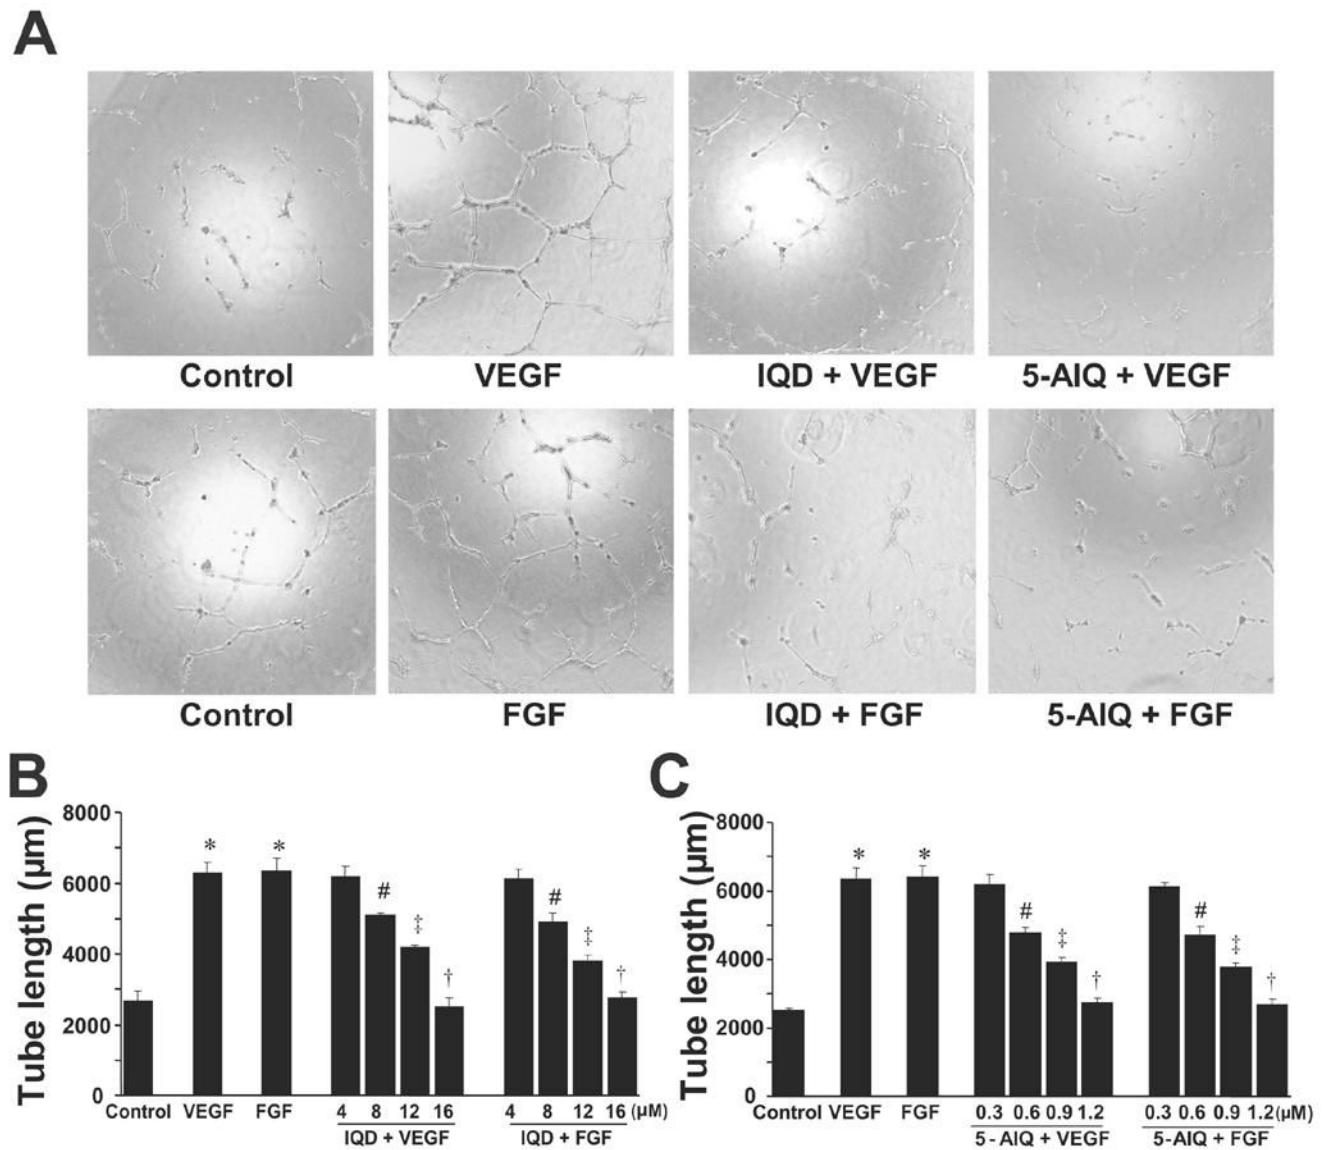 A
Control VEGF IQD + VEGF 5-AIQ + VEGF
Control FGF IQD + FGF 5-AIQ + FGF
B
Tube length (µm)
8000
6000
4000
2000
0
* * # ‡ † # ‡ †
Control VEGF FGF 4 8 12 16 4 8 12 16 (µM)
IQD + VEGF IQD + FGF
C
Tube length (µm)
8000
6000
4000
2000
0
* * # ‡ † # ‡ †
Control VEGF FGF 0.3 0.6 0.9 1.2 0.3 0.6 0.9 1.2 (µM)
5-AIQ + VEGF 5-AIQ + FGF